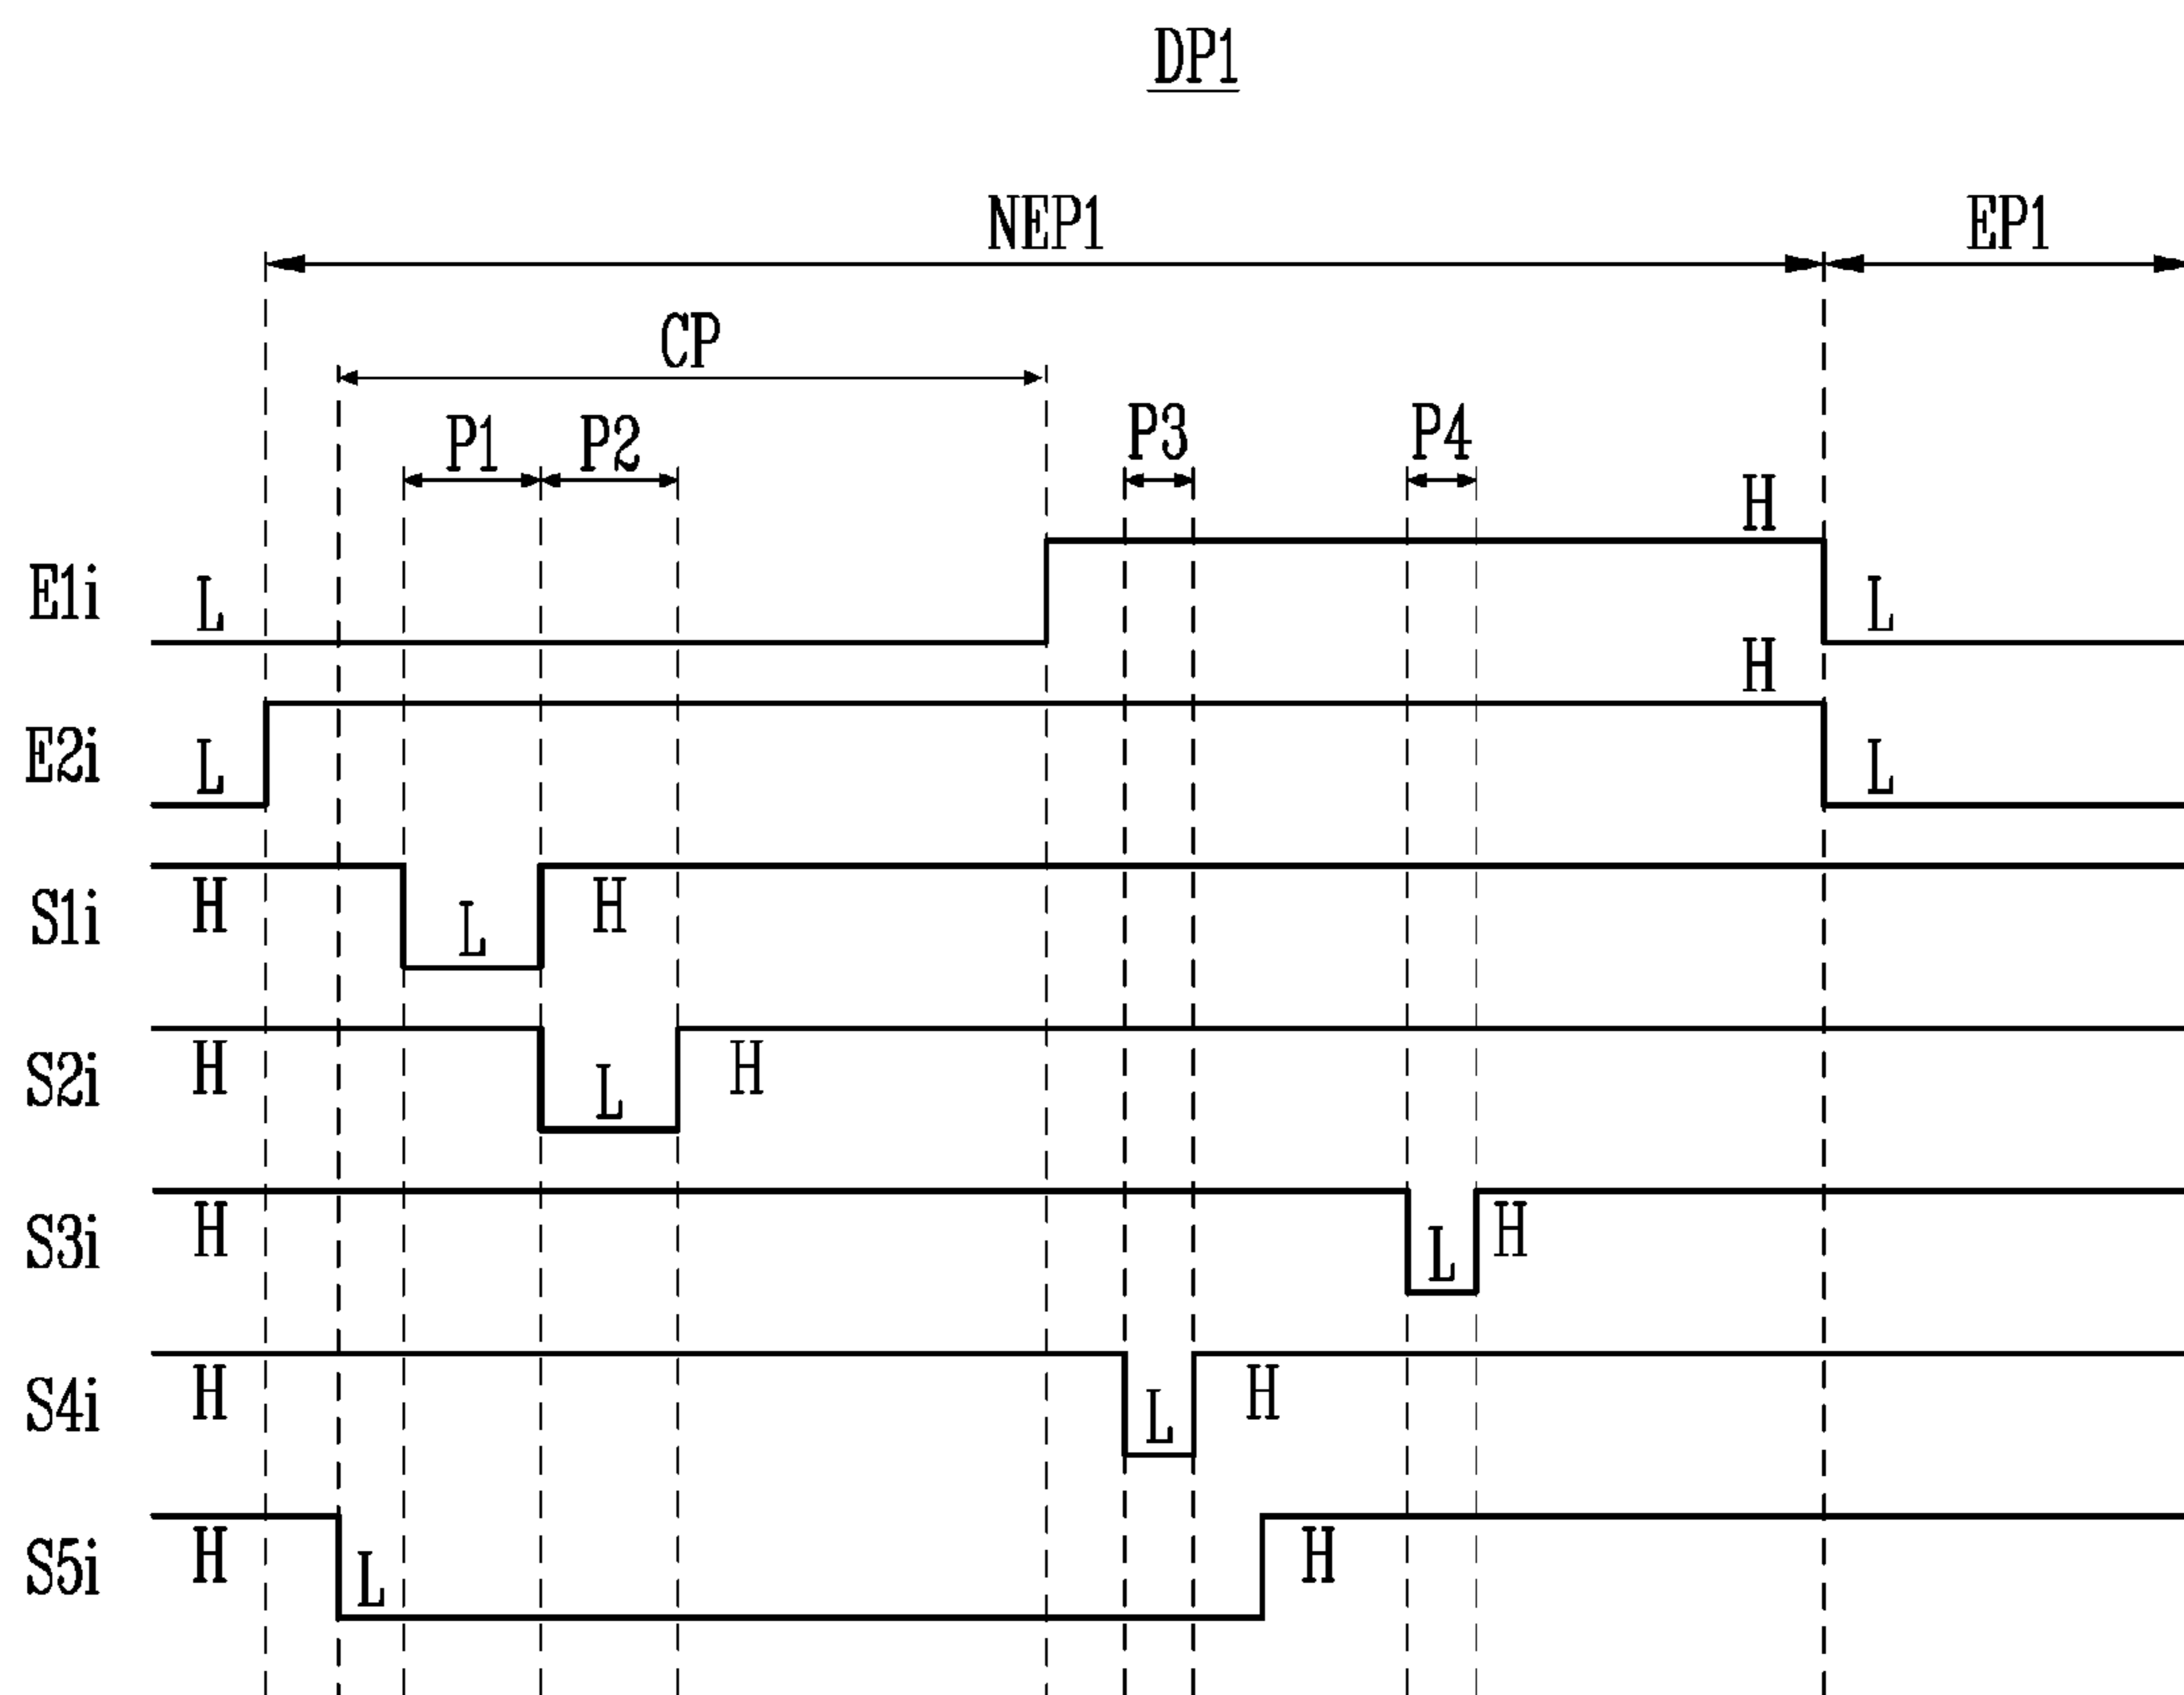 DP1
NEP1 EP1
CP
P1 P2 P3 P4
E1i L H L
E2i L H L
S1i H L H
S2i H L H
S3i H L H
S4i H L H
S5i H L H